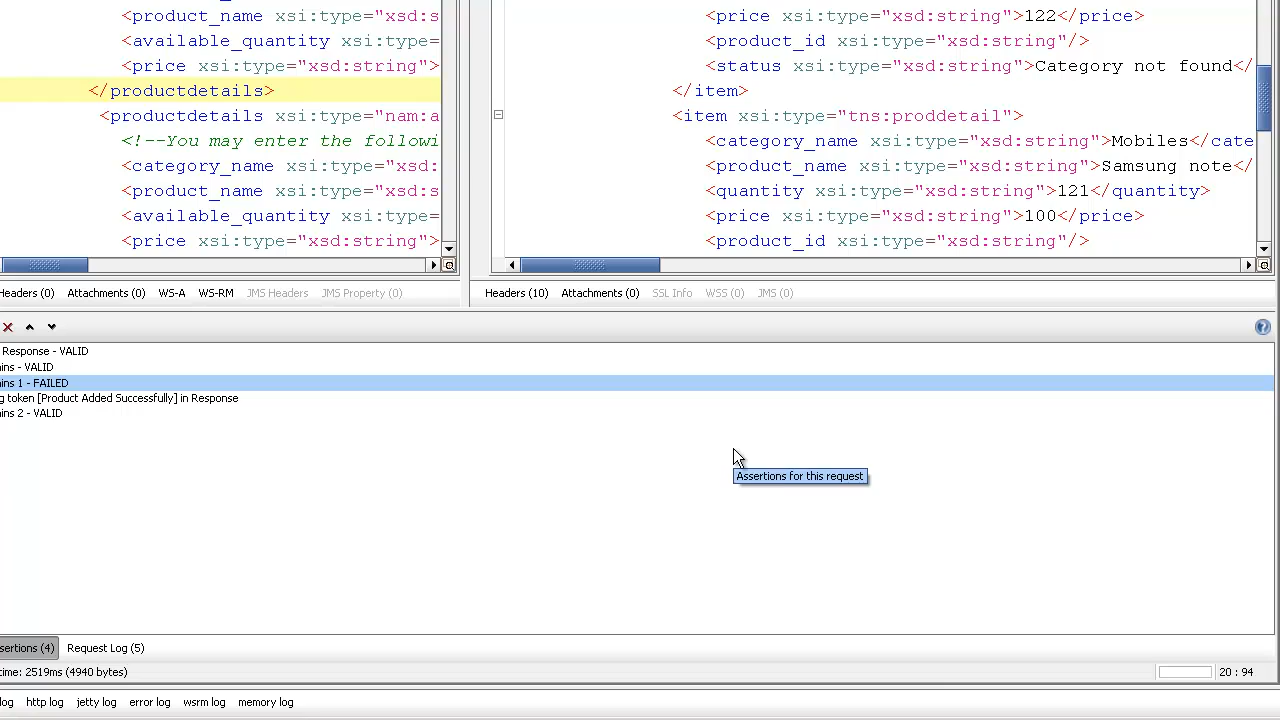 <product_name xsi:type="xsd:s
<available_quantity xsi:type=
<price xsi:type="xsd:string">
</productdetails>
<productdetails xsi:type="nam:a
<!--You may enter the followi
<category_name xsi:type="xsd:
<product_name xsi:type="xsd:s
<available_quantity xsi:type=
<price xsi:type="xsd:string">
<price xsi:type="xsd:string">122</price>
<product_id xsi:type="xsd:string"/>
<status xsi:type="xsd:string">Category not found</
</item>
<item xsi:type="tns:proddetail">
<category_name xsi:type="xsd:string">Mobiles</cate
<product_name xsi:type="xsd:string">Samsung note</
<quantity xsi:type="xsd:string">121</quantity>
<price xsi:type="xsd:string">100</price>
<product_id xsi:type="xsd:string"/>
Headers (0) Attachments (0) WS-A WS-RM JMS Headers JMS Property (0)
Headers (10) Attachments (0) SSL Info WSS (0) JMS (0)
Response - VALID
ins - VALID
ins 1 - FAILED
g token [Product Added Successfully] in Response
ins 2 - VALID
Assertions for this request
sertions (4) Request Log (5)
time: 2519ms (4940 bytes) 20 : 94
log http log jetty log error log wsrm log memory log